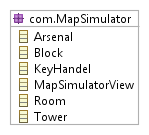 com.MapSimulator
Arsenal
Block
KeyHandel
MapSimulatorView
Room
Tower